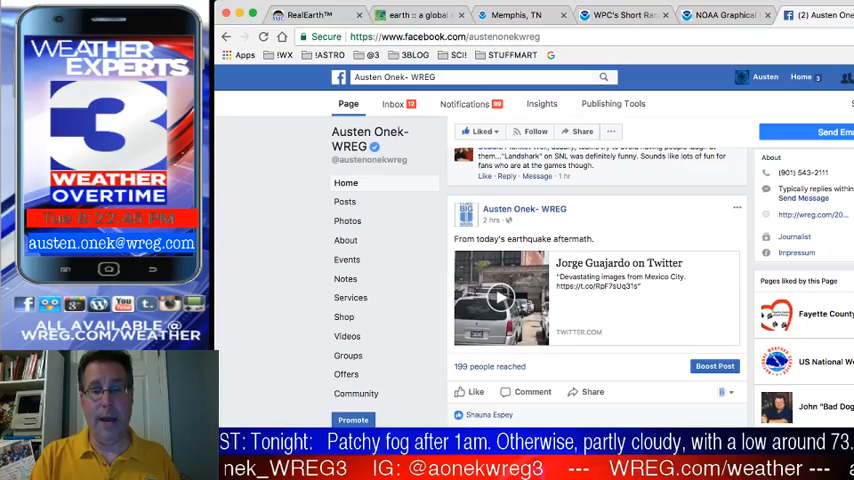 WEATHER
EXPERTS
3
WEATHER
OVERTIME
Tue 8:22:45 PM
austen.onek@wreg.com
ALL AVAILABLE @
WREG.COM/WEATHER
RealEarth™
earth :: a global
Memphis, TN
WPC's Short Ran
NOAA Graphical
(2) Austen One
Secure https://www.facebook.com/austenonekwreg
Apps !WX !ASTRO @3 3BLOG SCI! STUFFMART
Austen Onek- WREG
Austen Home 3
Page Inbox 12 Notifications 99 Insights Publishing Tools
Austen Onek-
WREG
@austenonekwreg
Home
Posts
Photos
About
Events
Notes
Services
Shop
Videos
Groups
Offers
Community
Promote
Liked Follow Share ...
Send Ema
them..."Landshark" on SNL was definitely funny. Sounds like lots of fun for
fans who are at the games though.
Like · Reply · Message · 1 hr
Austen Onek- WREG
2 hrs ·
From today's earthquake aftermath.
Jorge Guajardo on Twitter
"Devastating images from Mexico City.
https://t.co/RpF7sUq31s"
TWITTER.COM
199 people reached
Boost Post
Like Comment Share
Shauna Espey
About
(901) 543-2111
Typically replies within
Send Message
http://wreg.com/20...
Journalist
Impressum
Pages liked by this Page
Fayette County
US National We
John "Bad Dog
ST: Tonight: Patchy fog after 1am. Otherwise, partly cloudy, with a low around 73.
nek_WREG3 IG: @aonekwreg3 --- WREG.com/weather --- a